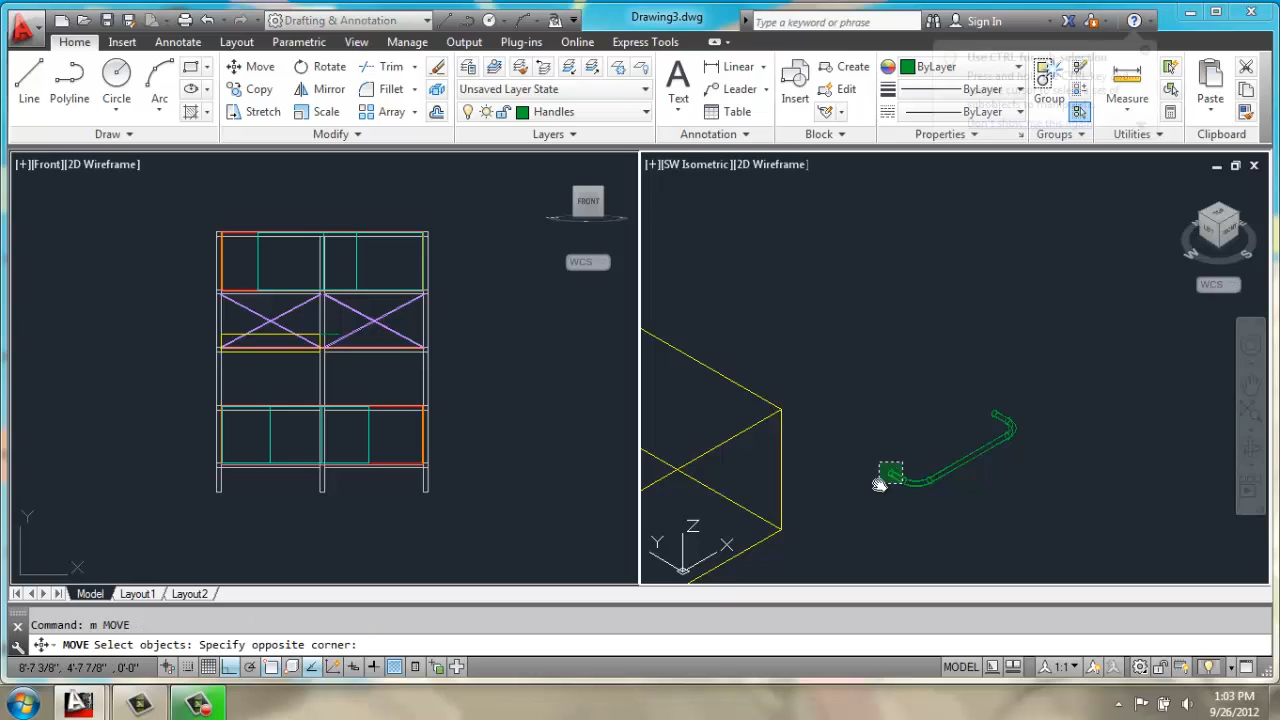 Drafting & Annotation
Drawing3.dwg
Type a keyword or phrase
Sign In
Home Insert Annotate Layout Parametric View Manage Output Plug-ins Online Express Tools
Line Polyline Circle Arc
Move Rotate Trim
Copy Mirror Fillet
Stretch Scale Array
Unsaved Layer State
Handles
Text
Linear
Leader
Table
Insert
Create
Edit
ByLayer
ByLayer
ByLayer
Group
Measure
Paste
Draw Modify Layers Annotation Block Properties Groups Utilities Clipboard
[+][Front][2D Wireframe]
FRONT
WCS
Y
X
[+][SW Isometric][2D Wireframe]
W
S
WCS
Z
Y
X
Model Layout1 Layout2
Command: m MOVE
MOVE Select objects: Specify opposite corner:
8'-7 3/8", 4'-7 7/8", 0'-0"
MODEL
1:1
1:03 PM
9/26/2012